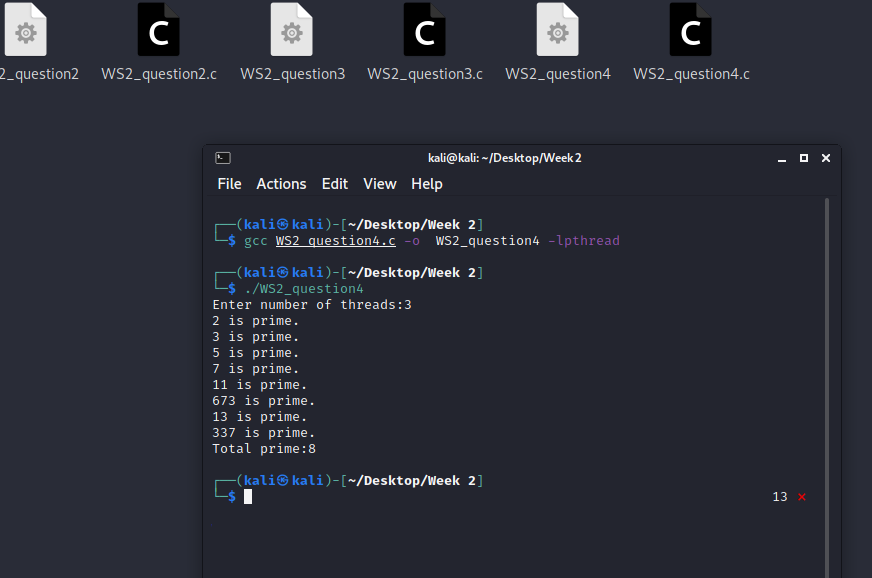 2_question2 WS2_question2.c WS2_question3 WS2_question3.c WS2_question4 WS2_question4.c
kali@kali: ~/Desktop/Week 2
File Actions Edit View Help
┌──(kali㉿kali)-[~/Desktop/Week 2]
└─$ gcc WS2_question4.c -o  WS2_question4 -lpthread
┌──(kali㉿kali)-[~/Desktop/Week 2]
└─$ ./WS2_question4
Enter number of threads:3
2 is prime.
3 is prime.
5 is prime.
7 is prime.
11 is prime.
673 is prime.
13 is prime.
337 is prime.
Total prime:8
┌──(kali㉿kali)-[~/Desktop/Week 2]
└─$ 13 ⨯